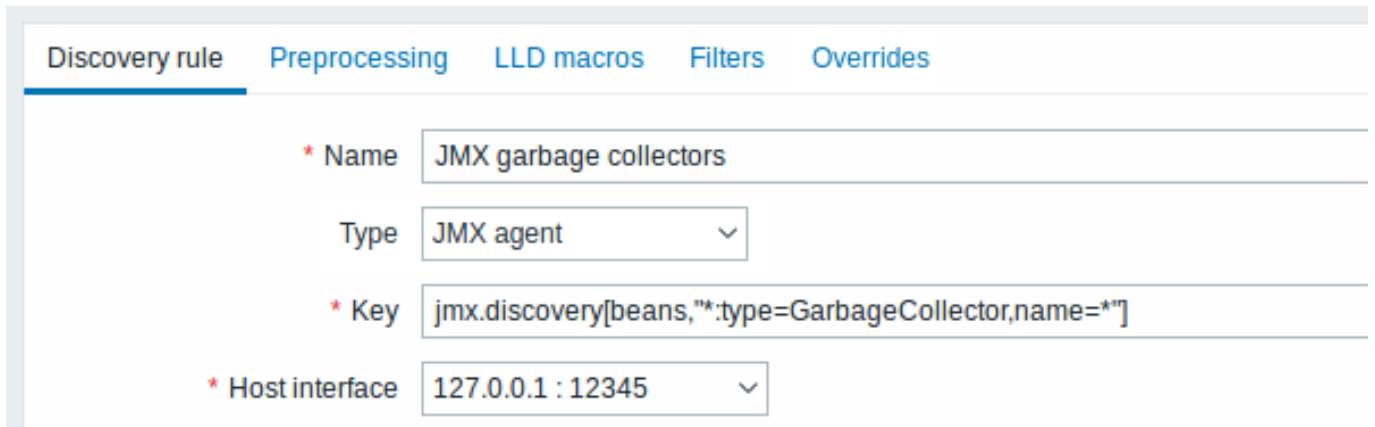 Discovery rule Preprocessing LLD macros Filters Overrides
* Name JMX garbage collectors
Type JMX agent
* Key jmx.discovery[beans,"*:type=GarbageCollector,name=*"]
* Host interface 127.0.0.1 : 12345